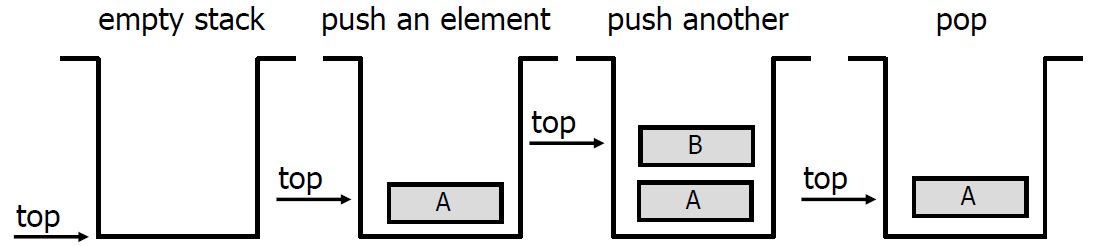 empty stack
push an element
push another
pop
top
top
A
top
B
A
top
A